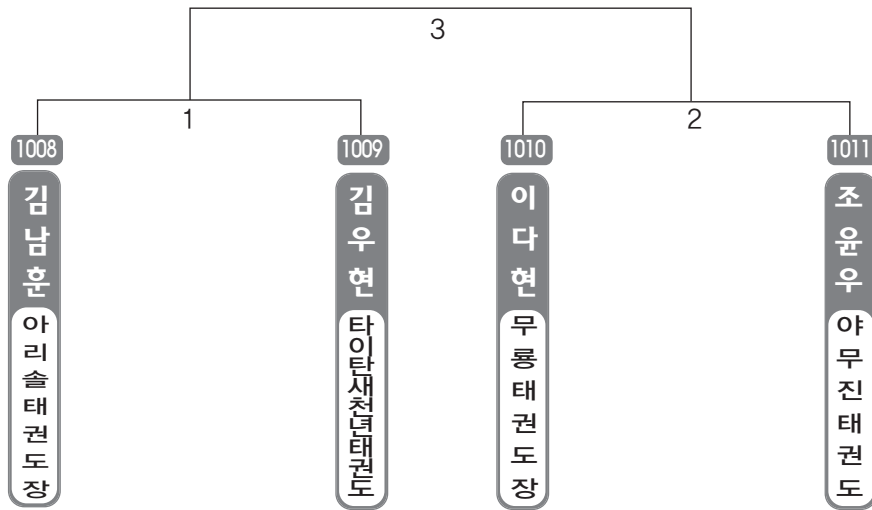 3
1
2
1008
김남훈
아리솔태권도장
1009
김우현
타이탄새천년태권도
1010
이다현
무룡태권도장
1011
조윤우
야무진태권도